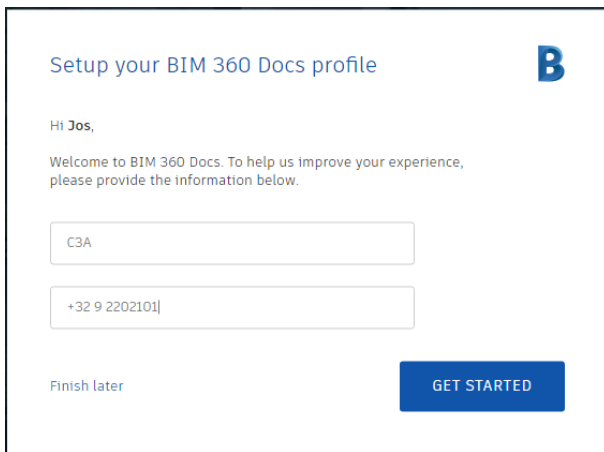 Setup your BIM 360 Docs profile
B
Hi Jos,
Welcome to BIM 360 Docs. To help us improve your experience,
please provide the information below.
C3A
+32 9 2202101
Finish later
GET STARTED